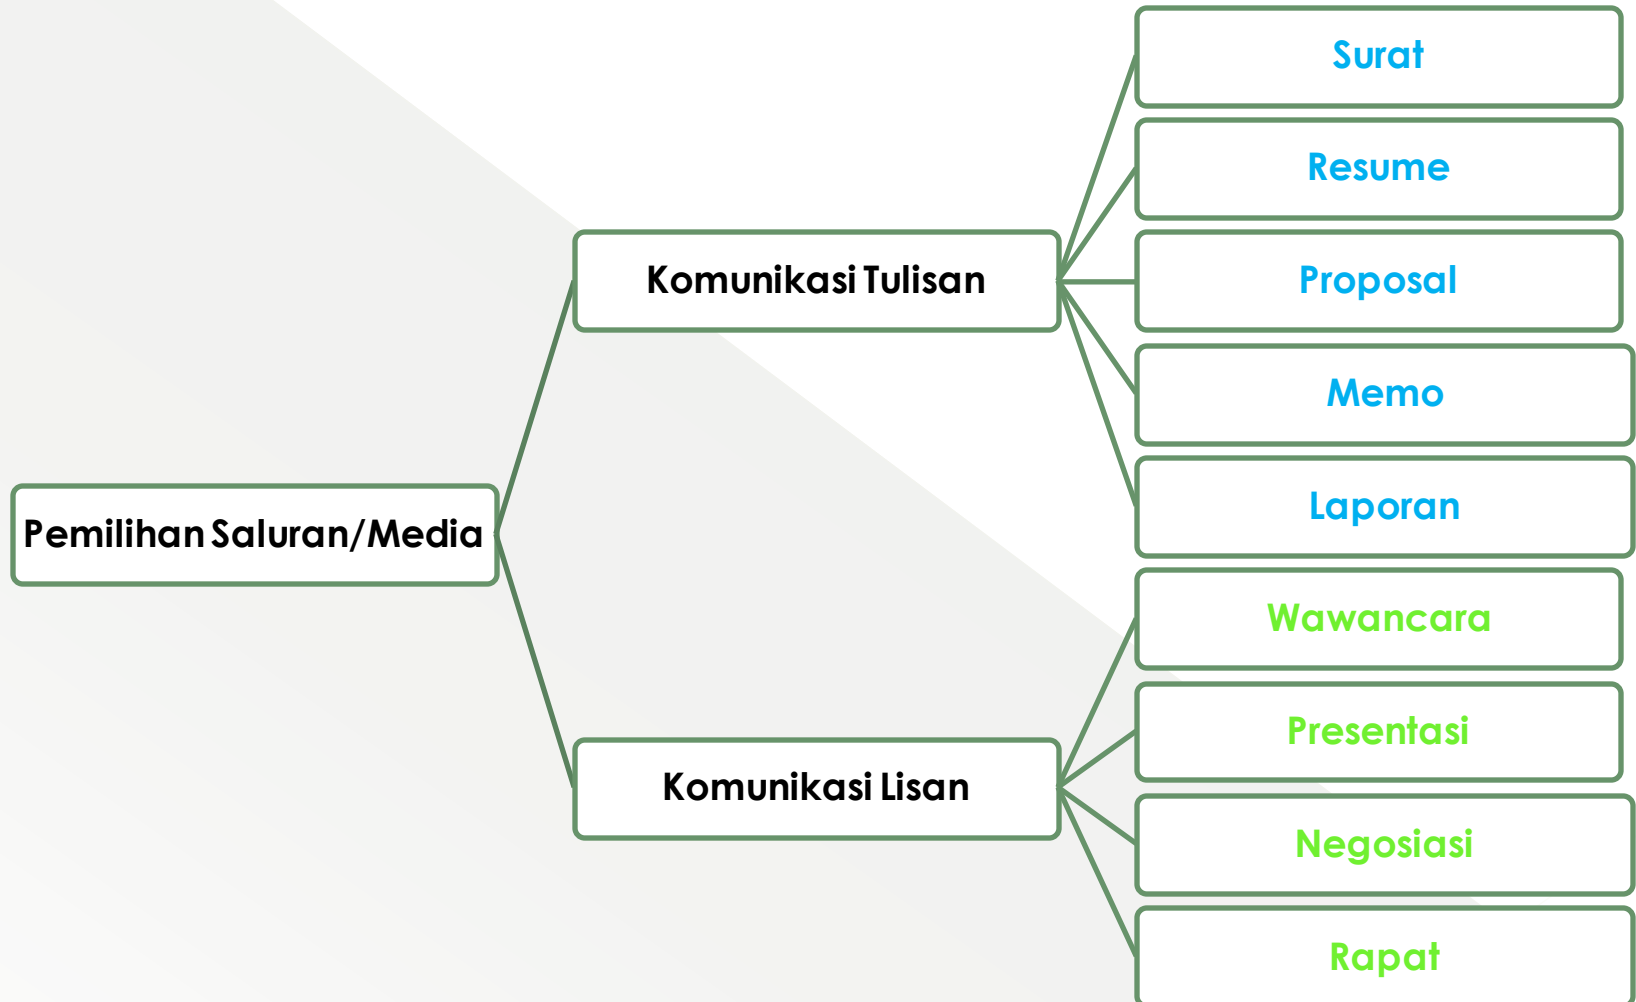 Pemilihan Saluran/Media
Komunikasi Tulisan
Surat
Resume
Proposal
Memo
Laporan
Komunikasi Lisan
Wawancara
Presentasi
Negosiasi
Rapat